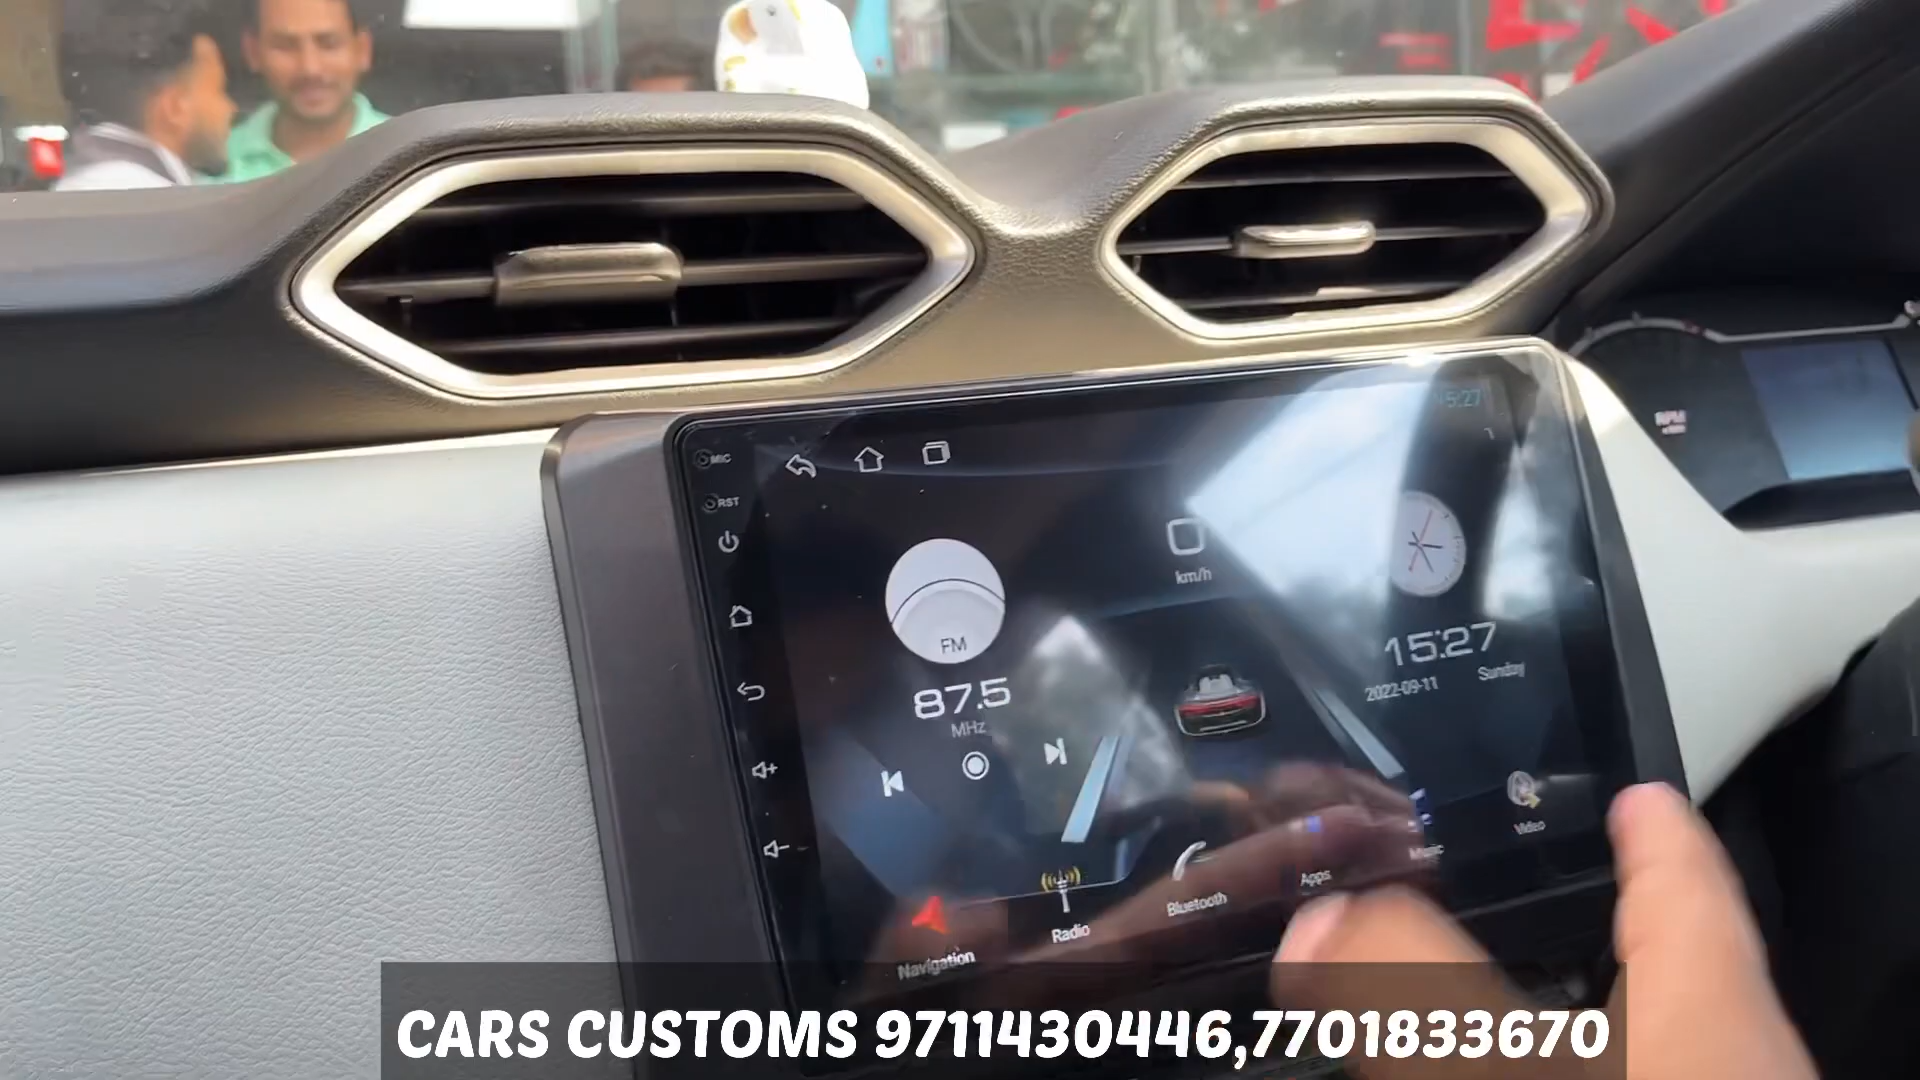 15:27
MIC
RST
km/h
FM
87.5
MHz
15:27
2022-09-11 Sunday
Video
Music
Apps
Bluetooth
Radio
Navigation
RPM
CARS CUSTOMS 9711430446,7701833670